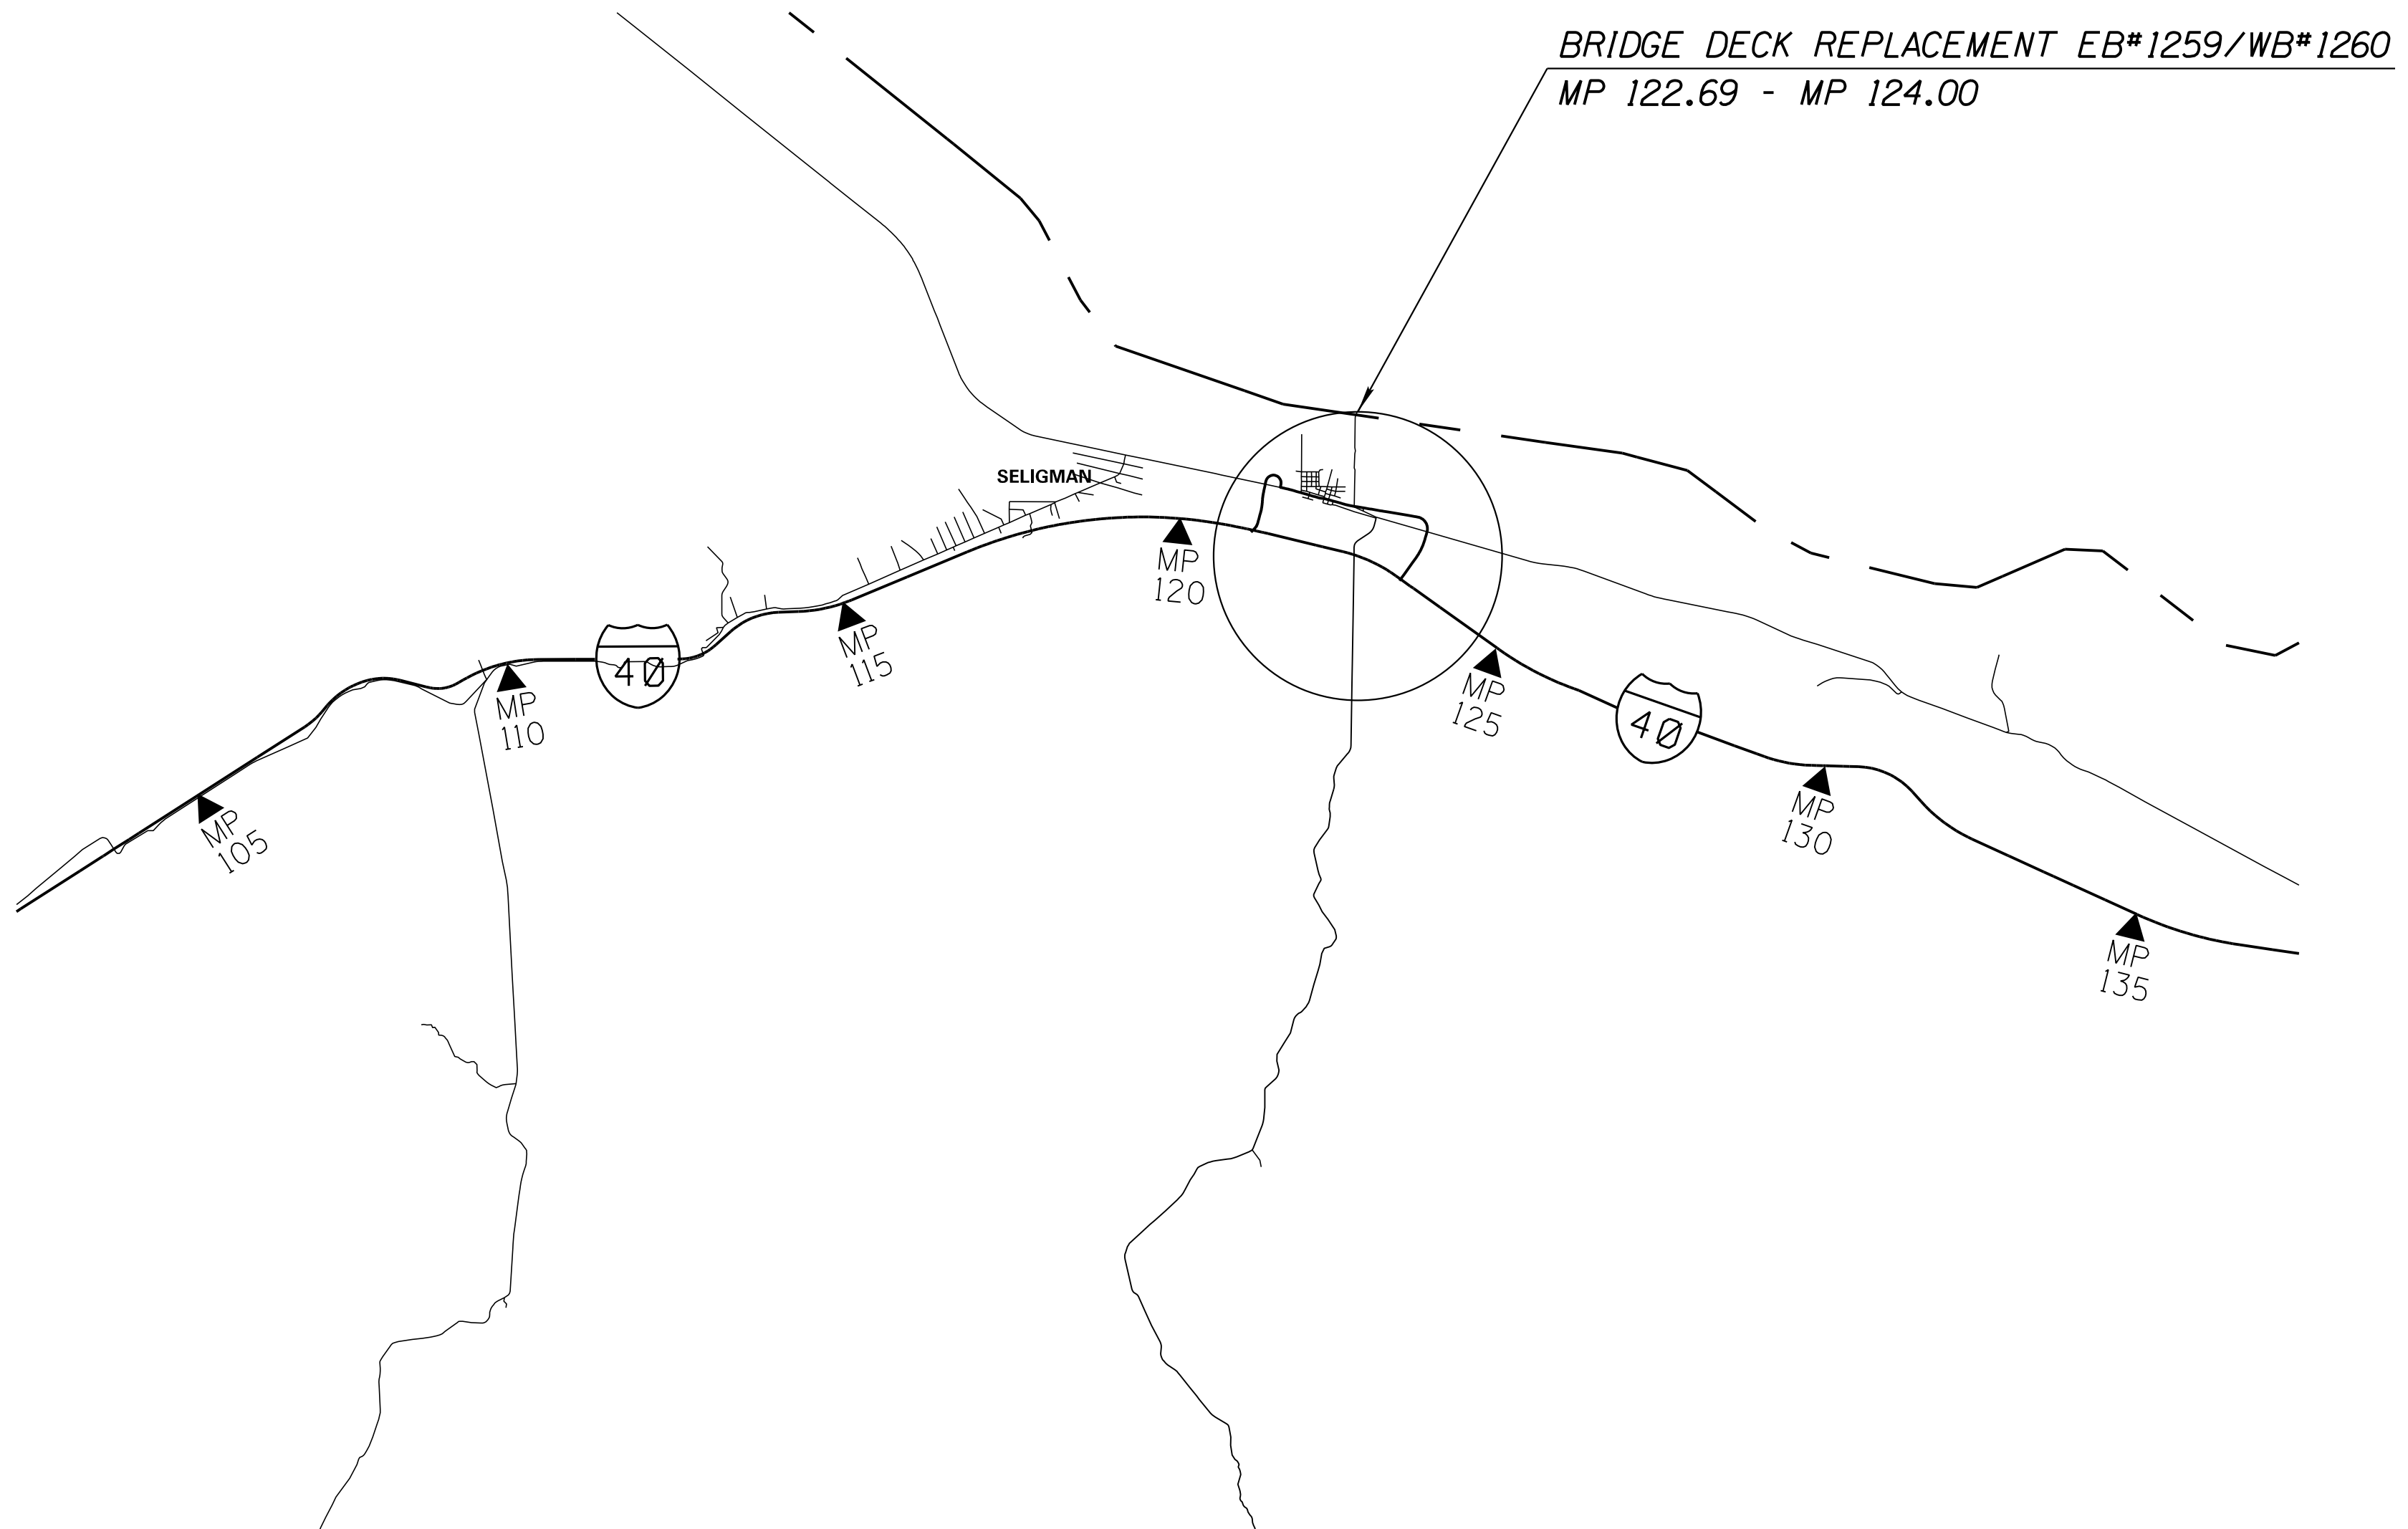 BRIDGE DECK REPLACEMENT EB#1259/WB#1260
MP 122.69 - MP 124.00
SELIGMAN
MP
120
MP
115
40
MP
110
MP
125
40
MP
105
MP
130
MP
135